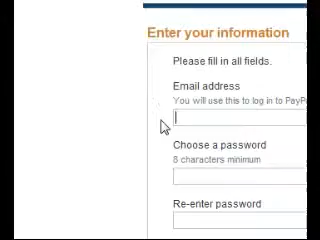 Enter your information
Please fill in all fields.
Email address
You will use this to log in to PayPa
Choose a password
8 characters minimum
Re-enter password